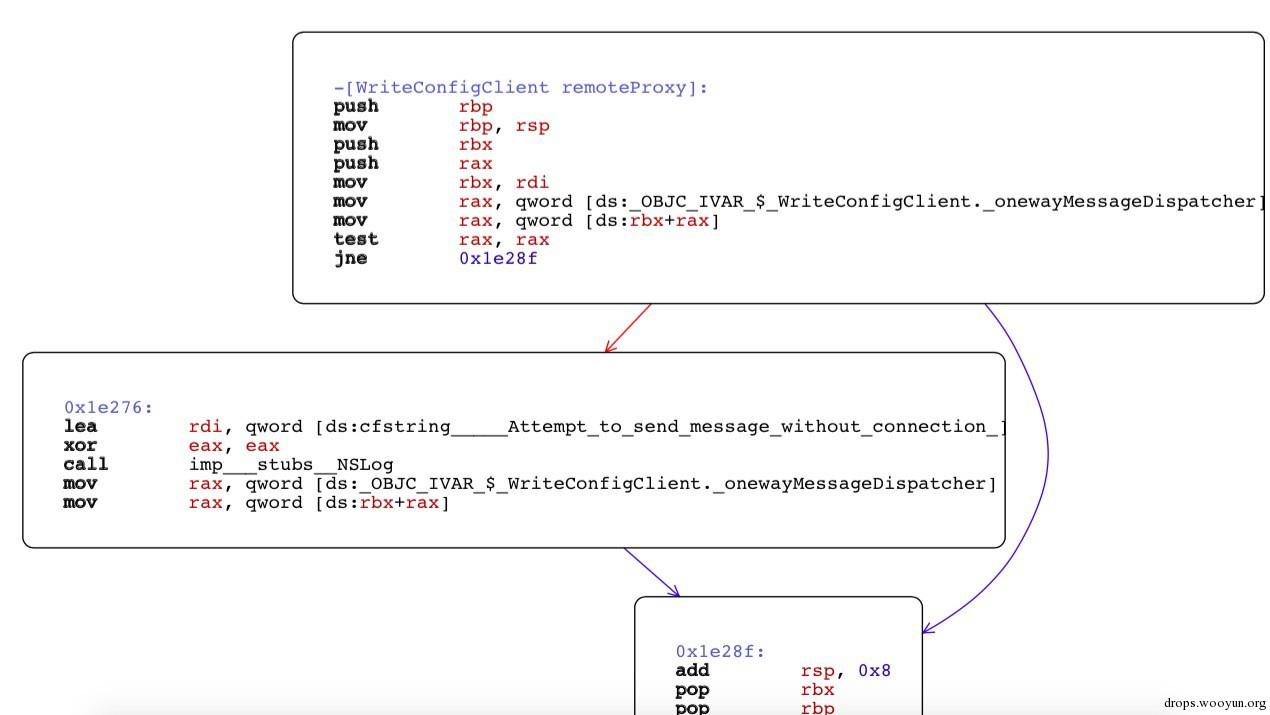 -[WriteConfigClient remoteProxy]:
push rbp
mov rbp, rsp
push rbx
push rax
mov rbx, rdi
mov rax, qword [ds:_OBJC_IVAR_$_WriteConfigClient._onewayMessageDispatcher]
mov rax, qword [ds:rbx+rax]
test rax, rax
jne 0x1e28f
0x1e276:
lea rdi, qword [ds:cfstring_____Attempt_to_send_message_without_connection_]
xor eax, eax
call imp___stubs__NSLog
mov rax, qword [ds:_OBJC_IVAR_$_WriteConfigClient._onewayMessageDispatcher]
mov rax, qword [ds:rbx+rax]
0x1e28f:
add rsp, 0x8
pop rbx
pop rbp
drops.wooyun.org